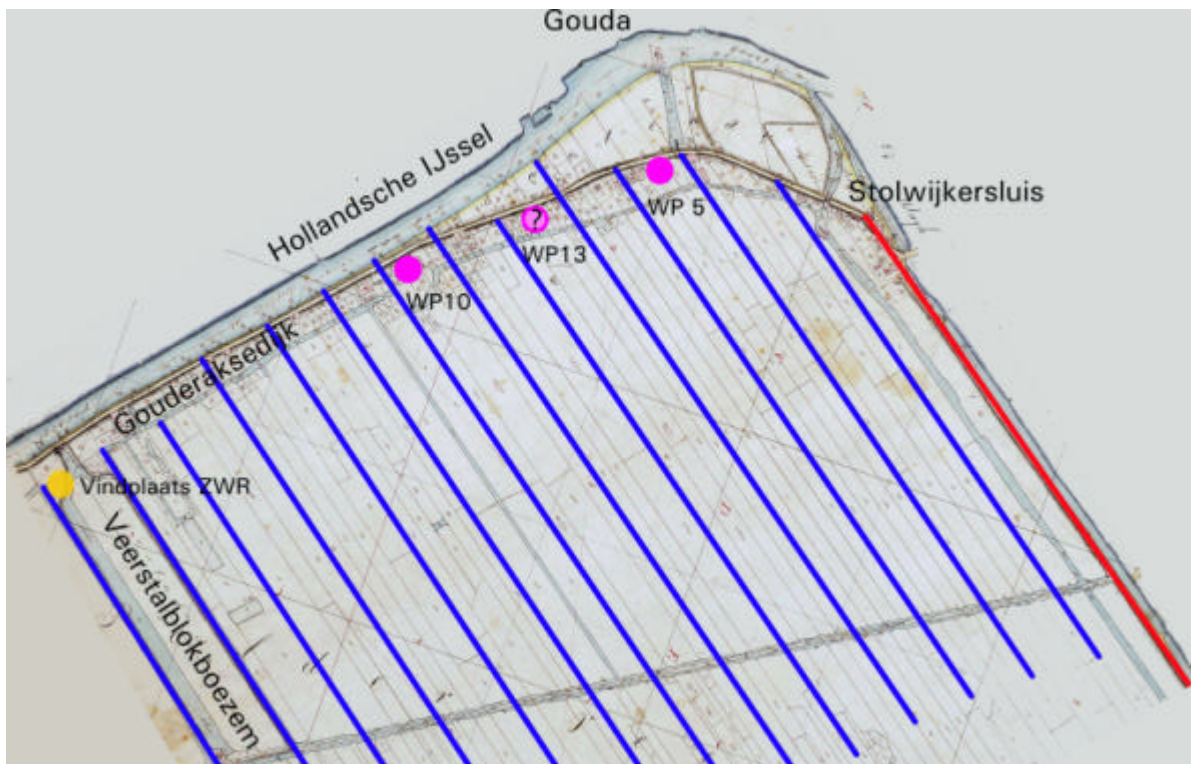 Gouda
Hollandsche IJssel
Stolwijkersluis
WP 5
?
WP13
WP10
Gouderaksedijk
Vindplaats ZWR
Veerstalblokboezem